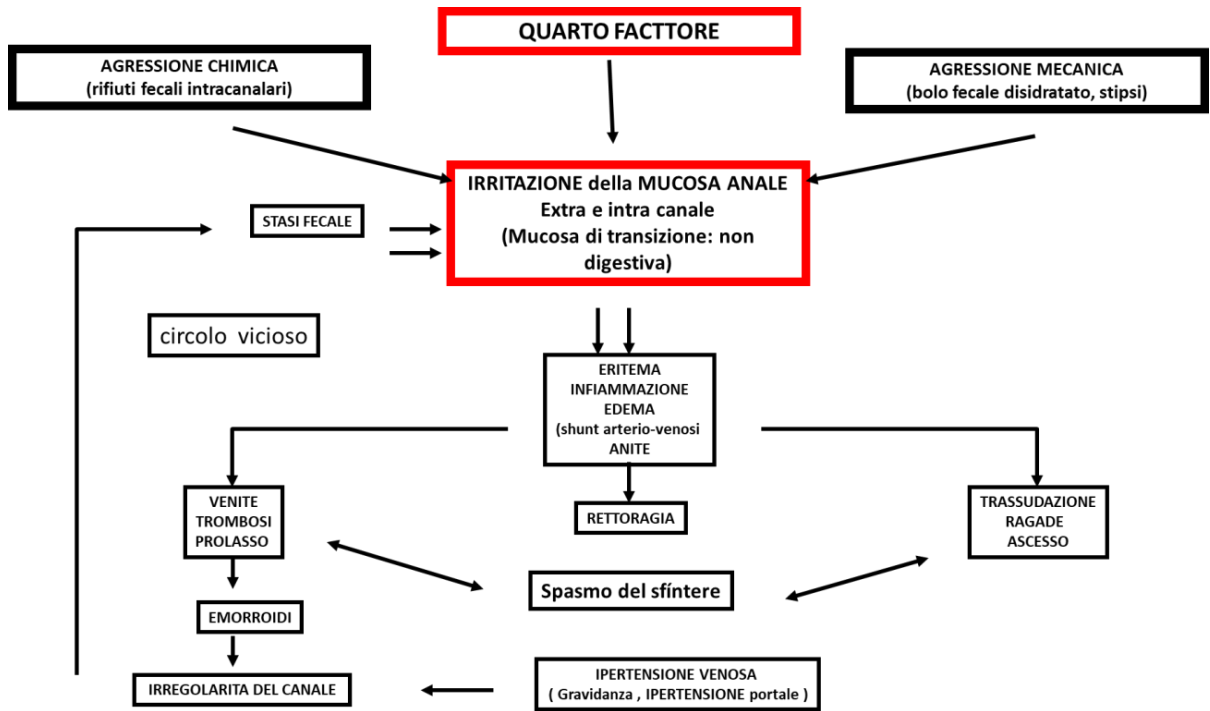 QUARTO FACTTORE
AGRESSIONE CHIMICA
(rifiuti fecali intracanalari)
AGRESSIONE MECANICA
(bolo fecale disidratato, stipsi)
IRRITAZIONE della MUCOSA ANALE
Extra e intra canale
(Mucosa di transizione: non
digestiva)
STASI FECALE
circolo vicioso
ERITEMA
INFIAMMAZIONE
EDEMA
(shunt arterio-venosi
ANITE
VENITE
TROMBOSI
PROLASSO
RETTORAGIA
TRASSUDAZIONE
RAGADE
ASCESSO
Spasmo del sfíntere
EMORROIDI
IRREGOLARITA DEL CANALE
IPERTENSIONE VENOSA
( Gravidanza , IPERTENSIONE portale )